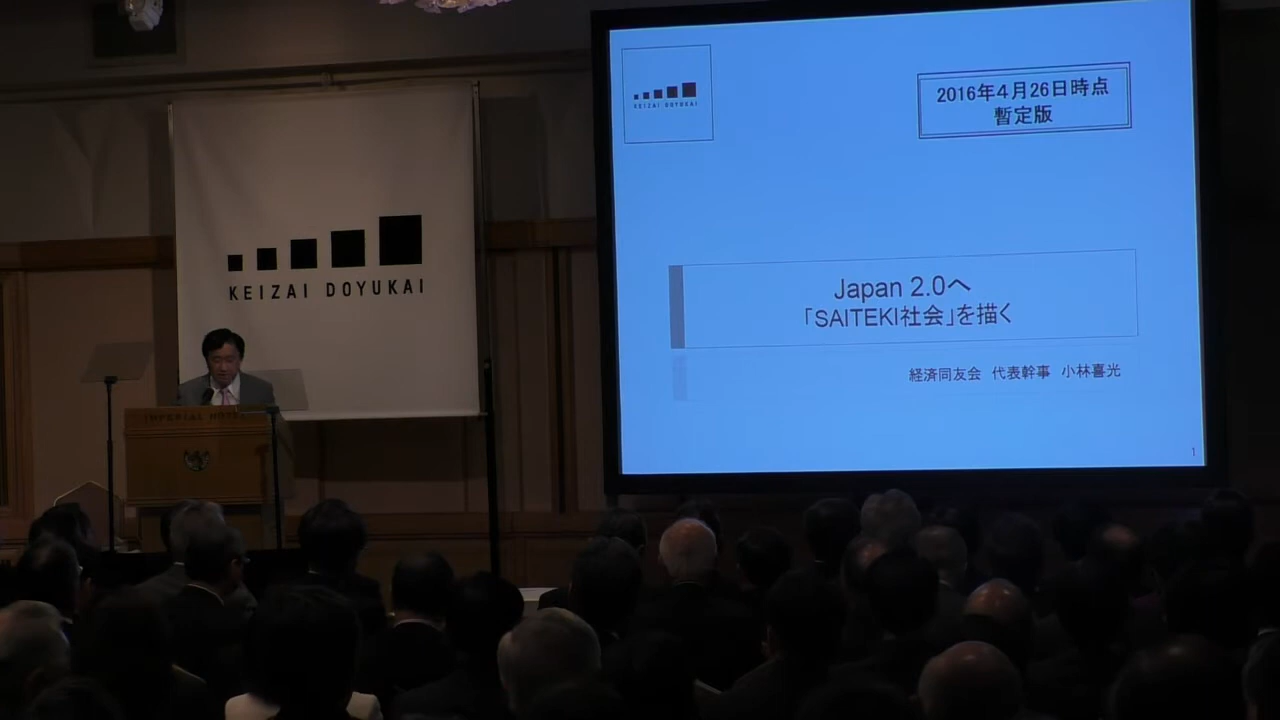 KEIZAI DOYUKAI
IMPERIAL HOTEL
KEIZAI DOYUKAI
2016年4月26日時点
暫定版
Japan 2.0へ
「SAITEKI社会」を描く
経済同友会 代表幹事 小林喜光
1